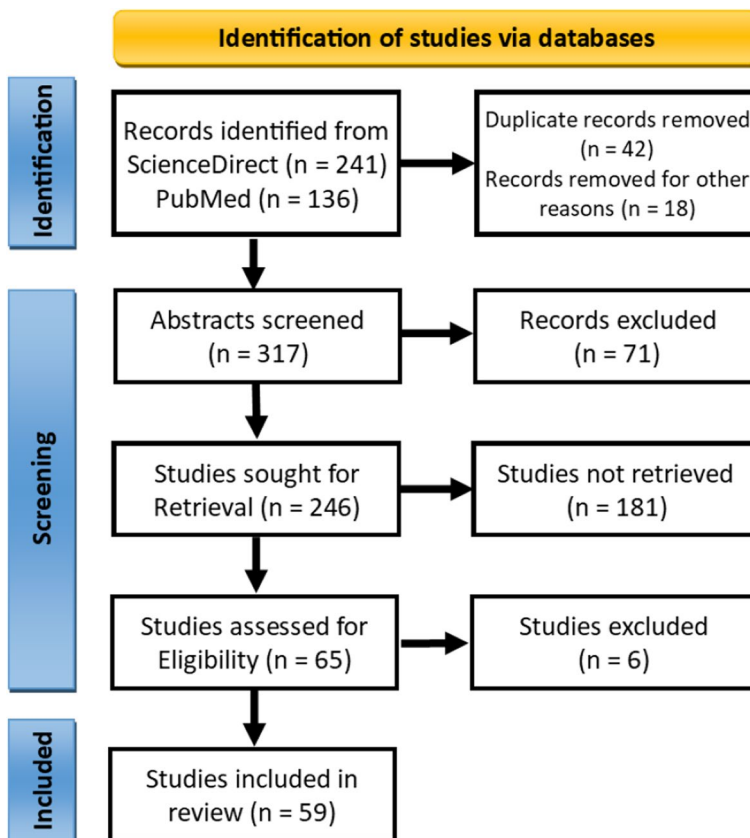 Identification of studies via databases
Identification
Records identified from
ScienceDirect (n = 241)
PubMed (n = 136)
Duplicate records removed
(n = 42)
Records removed for other
reasons (n = 18)
Screening
Abstracts screened
(n = 317)
Records excluded
(n = 71)
Studies sought for
Retrieval (n = 246)
Studies not retrieved
(n = 181)
Studies assessed for
Eligibility (n = 65)
Studies excluded
(n = 6)
Included
Studies included in
review (n = 59)